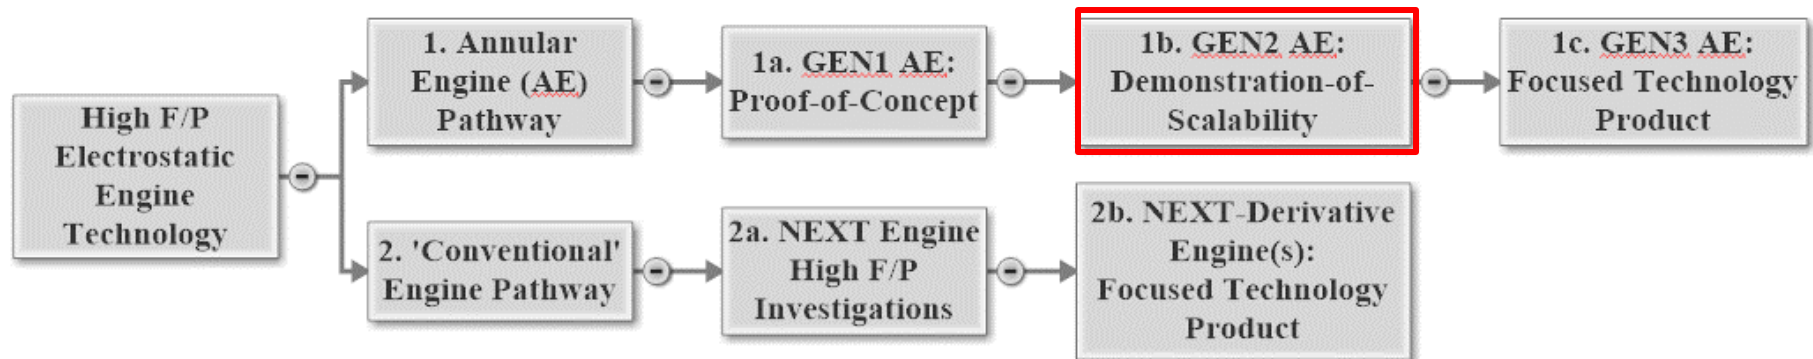 High F/P
Electrostatic
Engine
Technology
1. Annular
Engine (AE)
Pathway
1a. GEN1 AE:
Proof-of-Concept
1b. GEN2 AE:
Demonstration-of-
Scalability
1c. GEN3 AE:
Focused Technology
Product
2. 'Conventional'
Engine Pathway
2a. NEXT Engine
High F/P
Investigations
2b. NEXT-Derivative
Engine(s):
Focused Technology
Product